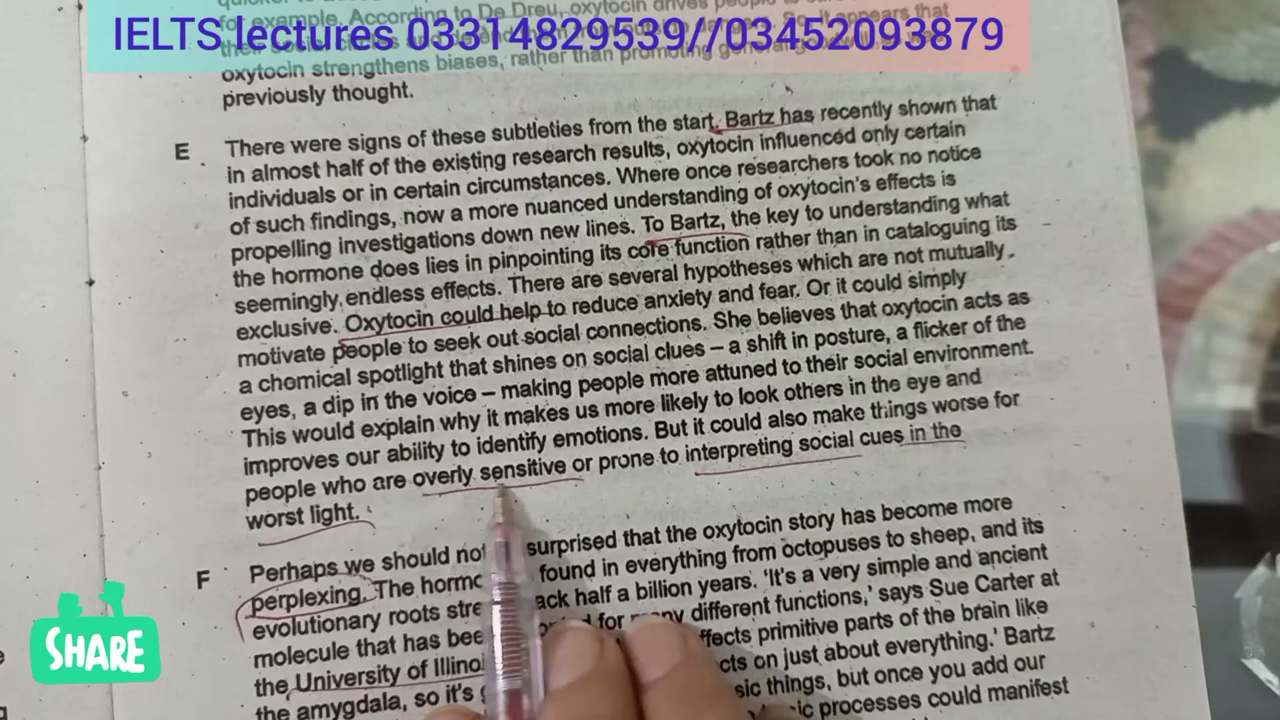 IELTS lectures 03314829539//03452093879
for example. According to De Dreu, oxytocin drives people to
oxytocin strengthens biases, rather than promoting
previously thought.
E There were signs of these subtleties from the start. Bartz has recently shown that
in almost half of the existing research results, oxytocin influenced only certain
individuals or in certain circumstances. Where once researchers took no notice
of such findings, now a more nuanced understanding of oxytocin's effects is
propelling investigations down new lines. To Bartz, the key to understanding what
the hormone does lies in pinpointing its core function rather than in cataloguing its
seemingly endless effects. There are several hypotheses which are not mutually
exclusive. Oxytocin could help to reduce anxiety and fear. Or it could simply
motivate people to seek out social connections. She believes that oxytocin acts as
a chemical spotlight that shines on social clues – a shift in posture, a flicker of the
eyes, a dip in the voice – making people more attuned to their social environment.
This would explain why it makes us more likely to look others in the eye and
improves our ability to identify emotions. But it could also make things worse for
people who are overly sensitive or prone to interpreting social cues in the
worst light.
F Perhaps we should not surprised that the oxytocin story has become more
perplexing. The found in everything from octopuses to sheep, and its
evolutionary roots back half a billion years. 'It's a very simple and ancient
molecule that has for many different functions,' says Sue Carter at
the University of primitive parts of the brain like
the amygdala, so it's on just about everything.' Bartz
things, but once you add our
processes could manifest
SHARE